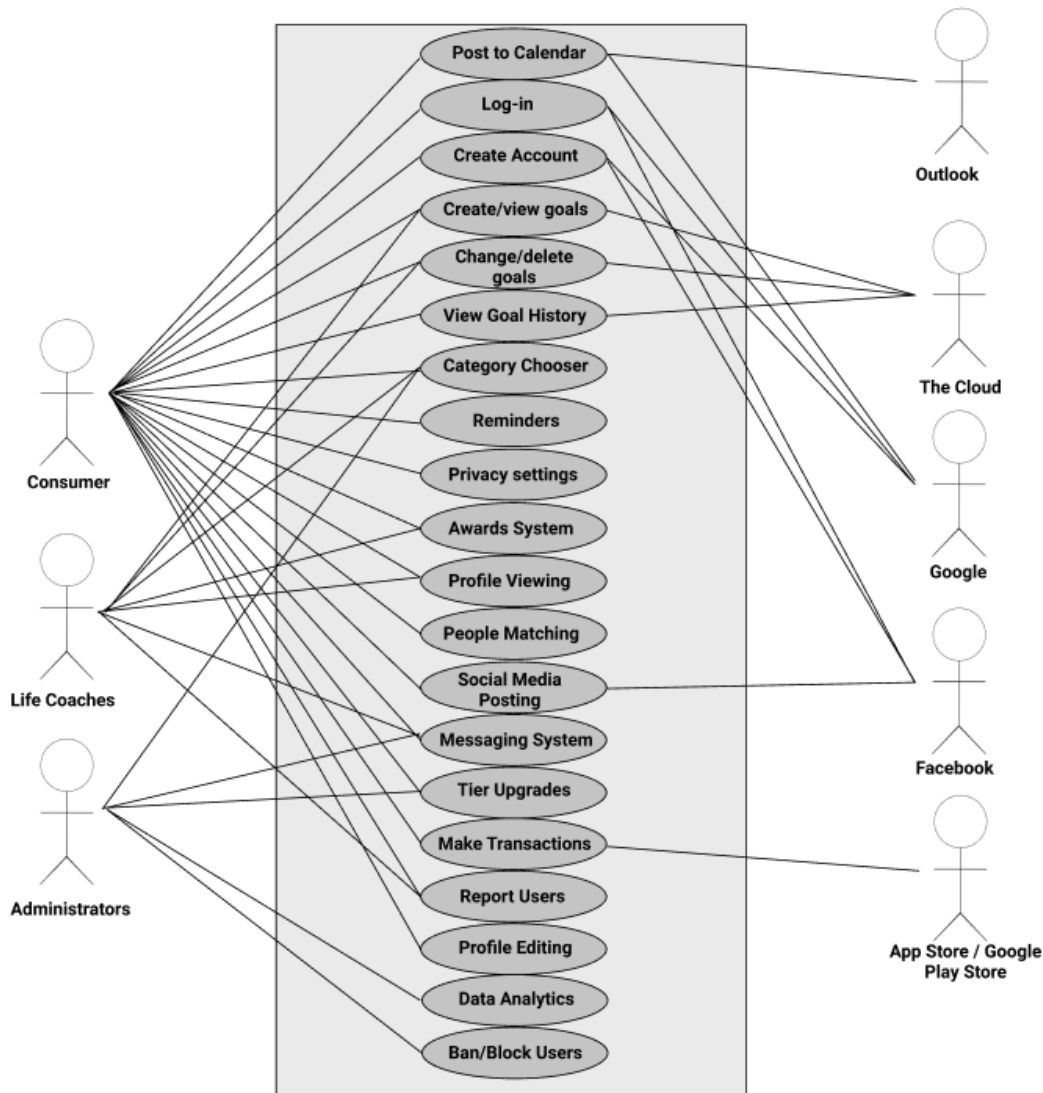 Post to Calendar
Log-in
Create Account
Create/view goals
Change/delete
goals
View Goal History
Category Chooser
Reminders
Privacy settings
Awards System
Profile Viewing
People Matching
Social Media
Posting
Messaging System
Tier Upgrades
Make Transactions
Report Users
Profile Editing
Data Analytics
Ban/Block Users
Consumer
Life Coaches
Administrators
Outlook
The Cloud
Google
Facebook
App Store / Google
Play Store